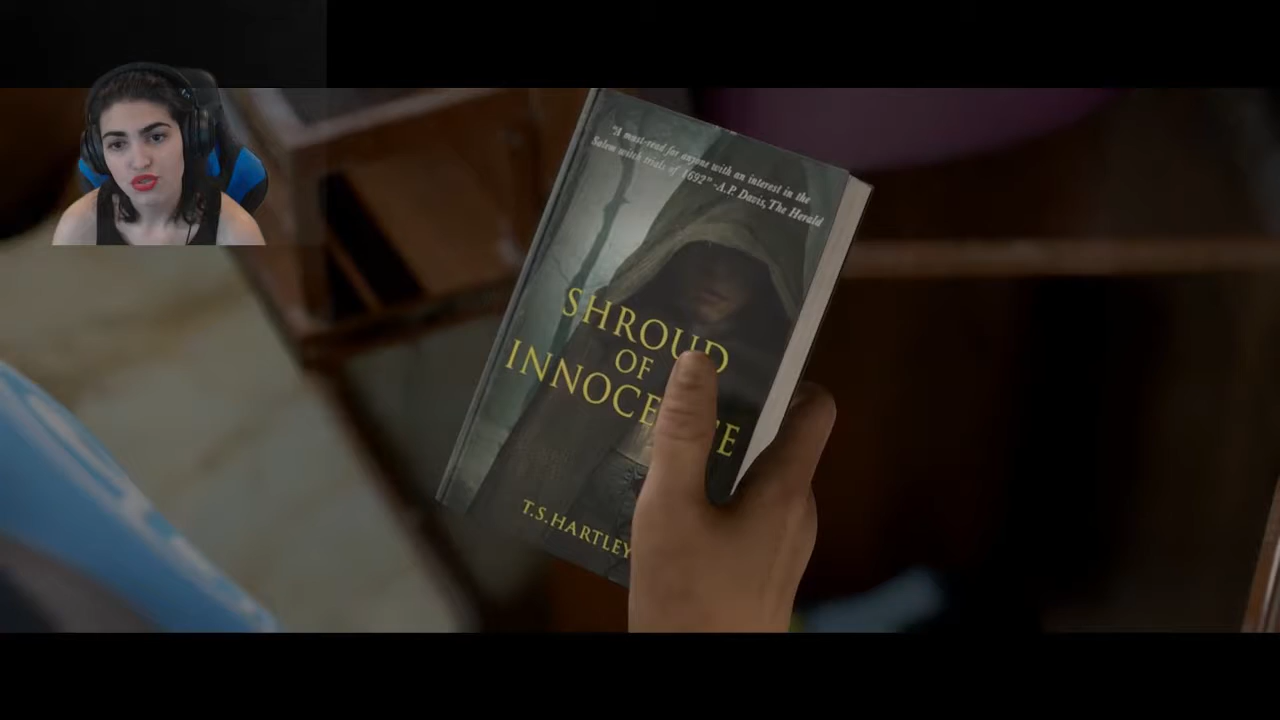 "A must-read for anyone with an interest in the
Salem witch trials of 1692" -A.P. Davis, The Herald
SHROUD
OF
INNOCE E
T.S.HARTLEY